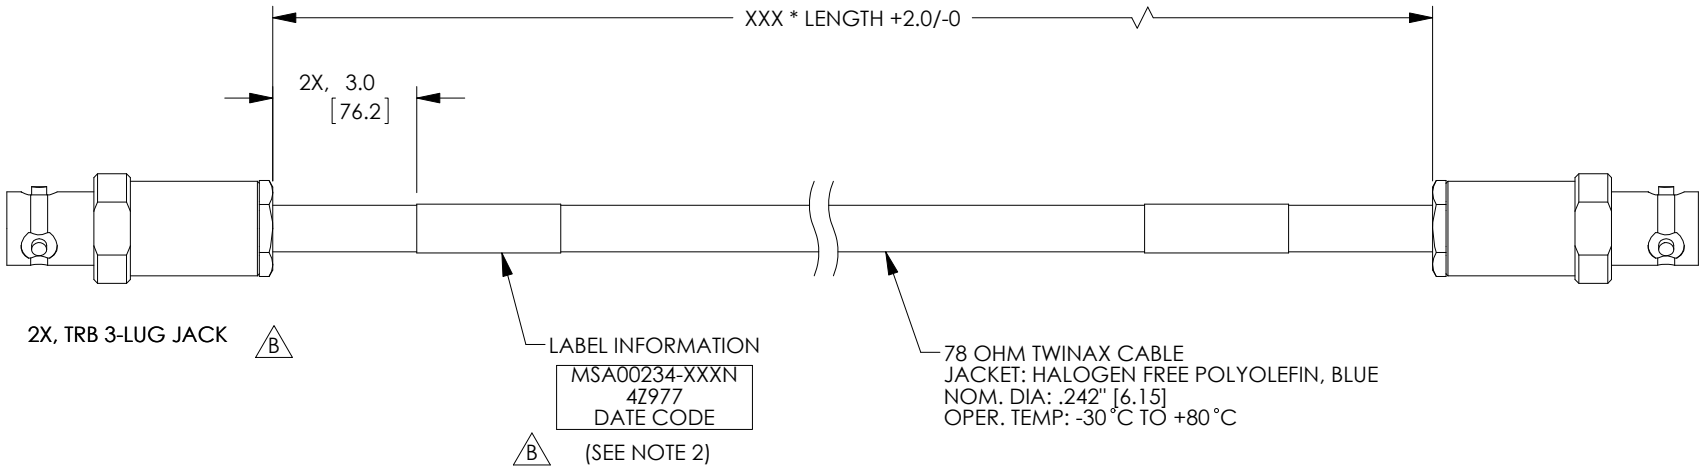 XXX * LENGTH +2.0/-0
2X, 3.0
[76.2]
2X, TRB 3-LUG JACK
B
LABEL INFORMATION
MSA00234-XXXN
4Z977
DATE CODE
B
(SEE NOTE 2)
78 OHM TWINAX CABLE
JACKET: HALOGEN FREE POLYOLEFIN, BLUE
NOM. DIA: .242" [6.15]
OPER. TEMP: -30°C TO +80°C